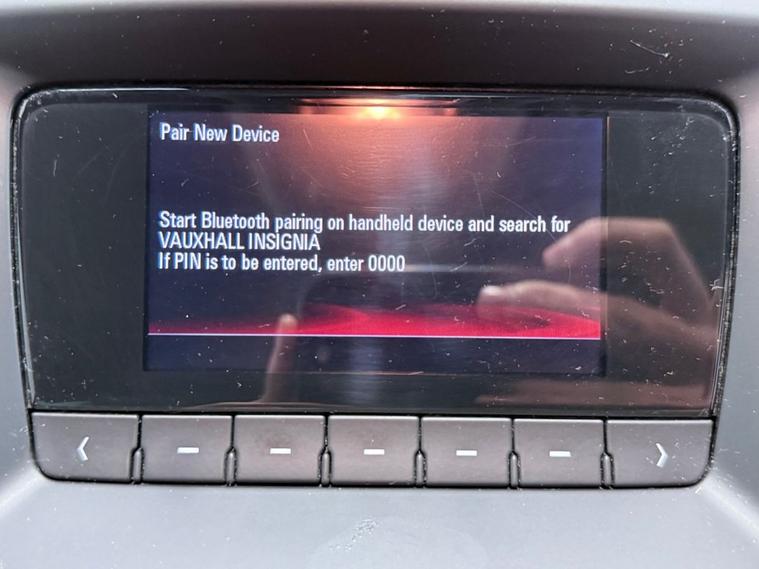 Pair New Device
Start Bluetooth pairing on handheld device and search for
VAUXHALL INSIGNIA
If PIN is to be entered, enter 0000